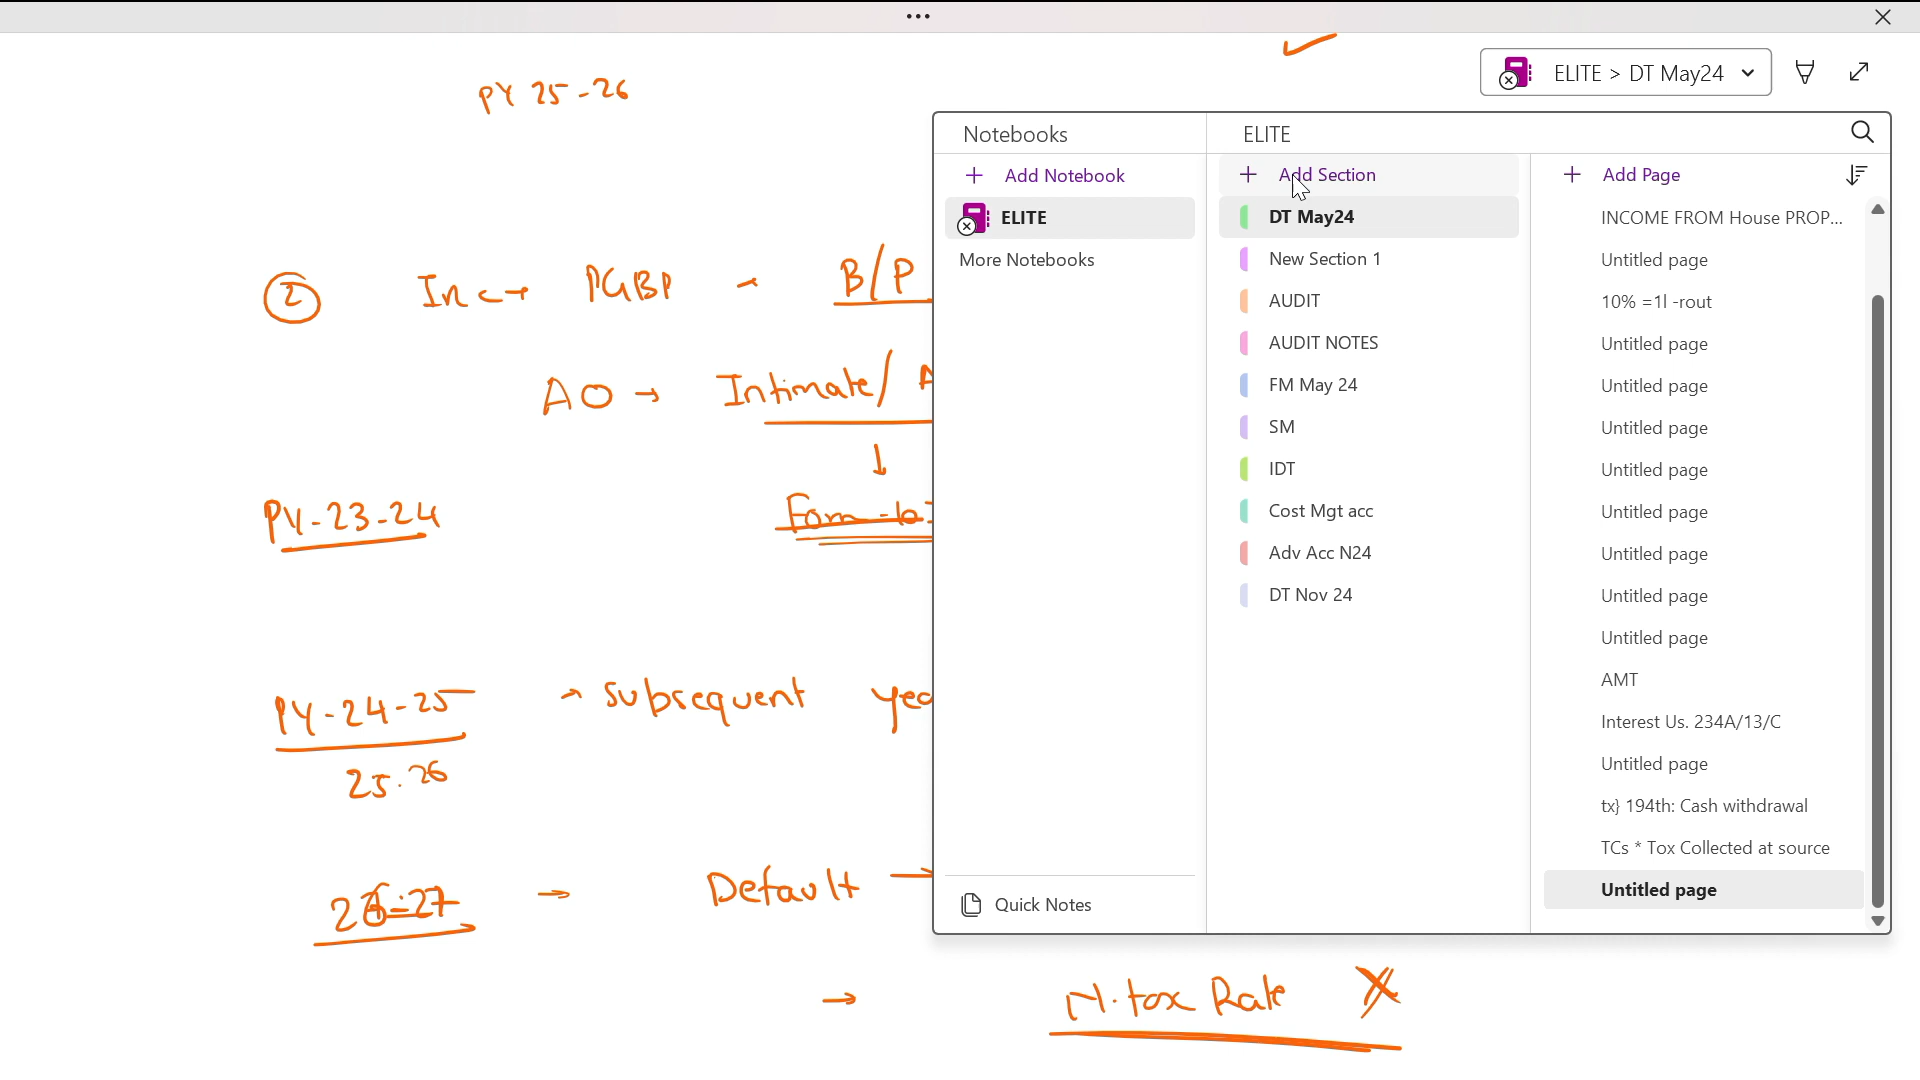 PY 25-26
ELITE > DT May24
Notebooks
ELITE
Add Notebook
Add Section
Add Page
ELITE
More Notebooks
Quick Notes
DT May24
New Section 1
AUDIT
AUDIT NOTES
FM May 24
SM
IDT
Cost Mgt acc
Adv Acc N24
DT Nov 24
INCOME FROM House PROP...
Untitled page
10% =1l -rout
Untitled page
Untitled page
Untitled page
Untitled page
Untitled page
Untitled page
Untitled page
Untitled page
AMT
Interest Us. 234A/13/C
Untitled page
tx} 194th: Cash withdrawal
TCs * Tox Collected at source
Untitled page
② Inc → PGBP - B/P
AO → Intimate/
↓
PY-23-24 Form-10
PY-24-25 → subsequent
25.26
-27 → Default →
→ N.tax Rate X